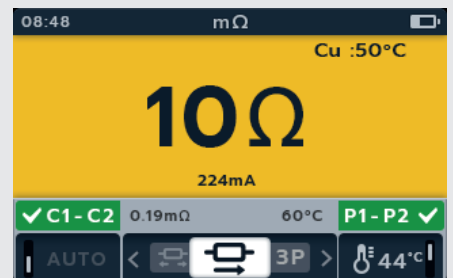 08:48 mΩ
Cu :50°C
10Ω
224mA
✓ C1-C2 0.19mΩ 60°C P1-P2 ✓
AUTO < 3P > 44°C